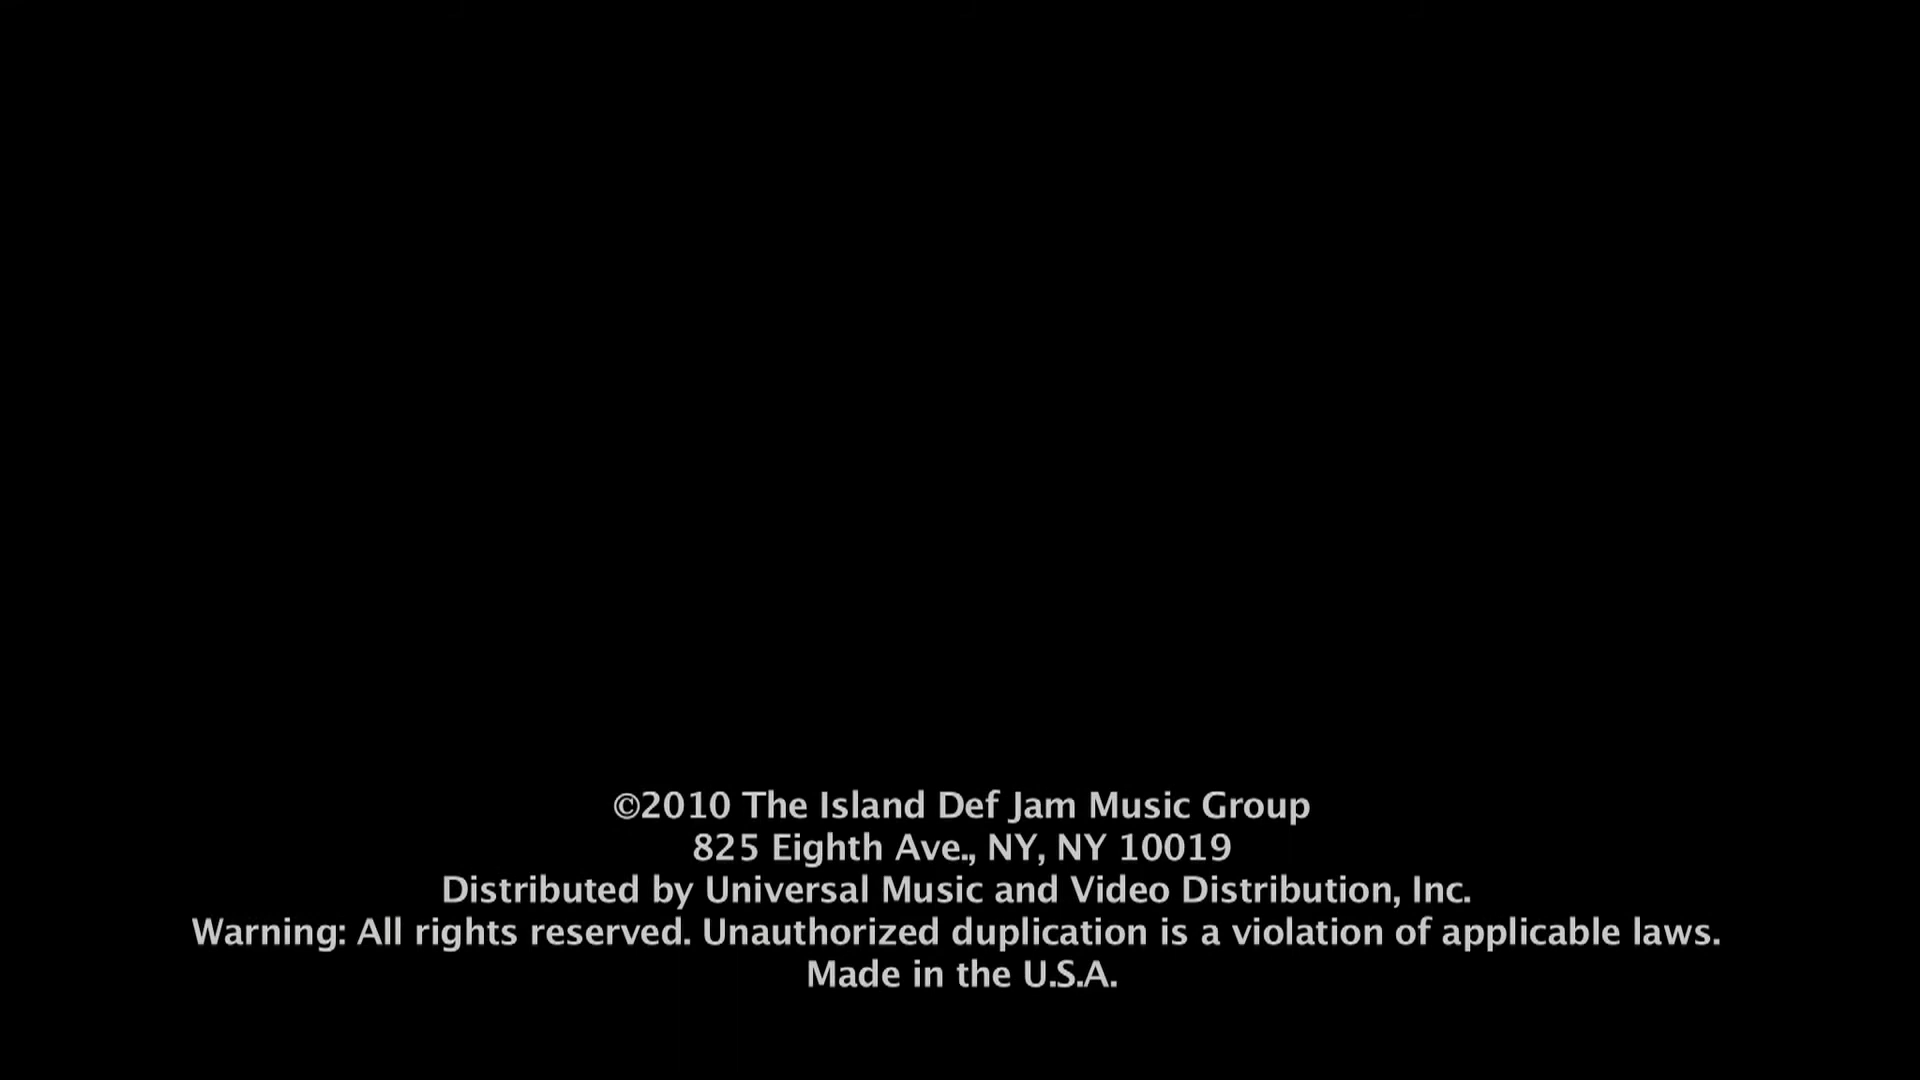 ©2010 The Island Def Jam Music Group
825 Eighth Ave., NY, NY 10019
Distributed by Universal Music and Video Distribution, Inc.
Warning: All rights reserved. Unauthorized duplication is a violation of applicable laws.
Made in the U.S.A.